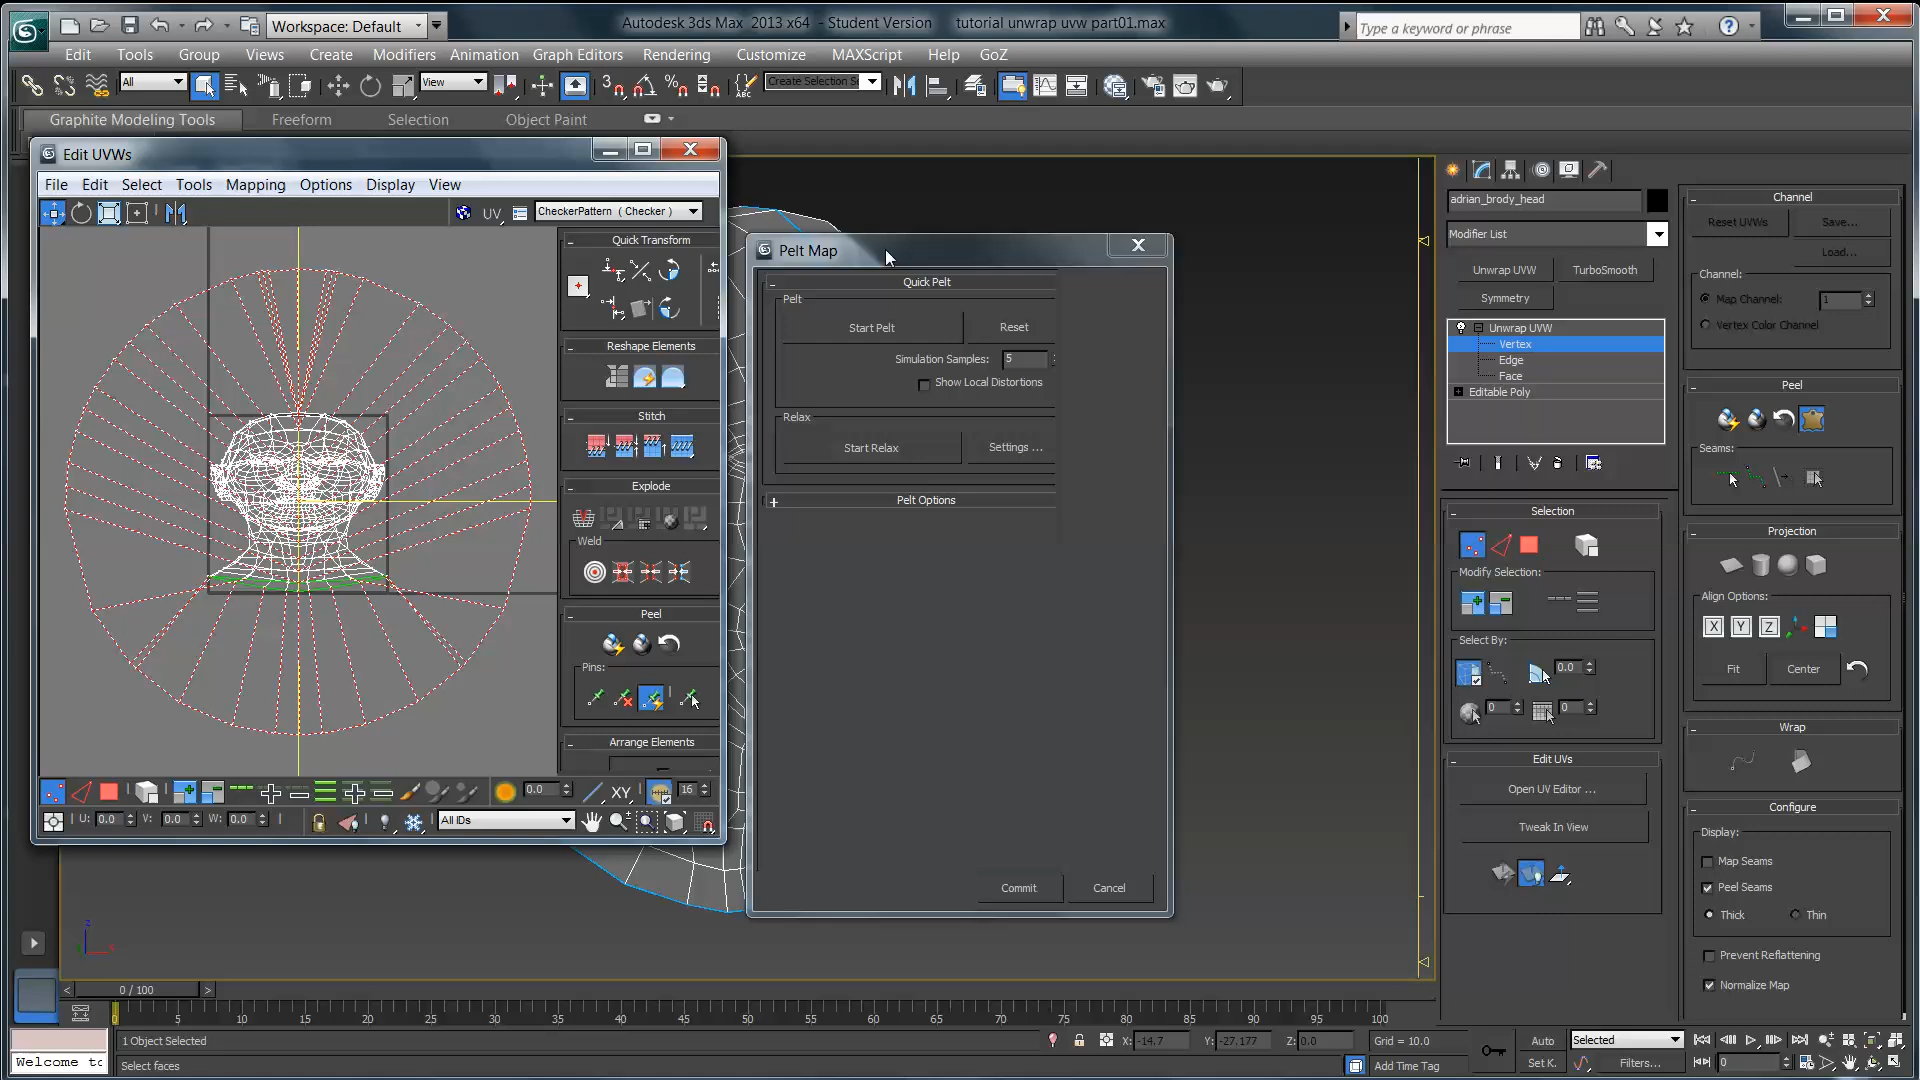 Workspace: Default
Autodesk 3ds Max 2013 x64 - Student Version tutorial unwrap uvw part01.max
Type a keyword or phrase
Edit Tools Group Views Create Modifiers Animation Graph Editors Rendering Customize MAXScript Help GoZ
All
View
3
Create Selection S
Graphite Modeling Tools Freeform Selection Object Paint
Edit UVWs
File Edit Select Tools Mapping Options Display View
UV
CheckerPattern ( Checker )
Quick Transform
Reshape Elements
Stitch
Explode
Weld
Peel
Pins:
Arrange Elements
0.0
XY
16
U: 0.0 V: 0.0 W: 0.0
All IDs
Pelt Map
Quick Pelt
Pelt
Start Pelt
Reset
Simulation Samples: 5
Show Local Distortions
Relax
Start Relax
Settings ...
Pelt Options
Commit
Cancel
adrian_brody_head
Modifier List
Unwrap UVW
TurboSmooth
Symmetry
Unwrap UVW
Vertex
Edge
Face
Editable Poly
Selection
Modify Selection:
Select By:
0.0
0
0
Edit UVs
Open UV Editor ...
Tweak In View
Channel
Reset UVWs
Save...
Load...
Channel:
Map Channel: 1
Vertex Color Channel
Peel
Seams:
Projection
Align Options:
X Y Z
Fit
Center
Wrap
Configure
Display:
Map Seams
Peel Seams
Thick
Thin
Prevent Reflattening
Normalize Map
z
x
< 0 / 100 >
0 5 10 15 20 25 30 35 40 45 50 55 60 65 70 75 80 85 90 95 100
1 Object Selected
X: -14.7 Y: -27.177 Z: 0.0 Grid = 10.0
Auto
Selected
Welcome to
Select faces
Add Time Tag
Set K.
Filters...
0